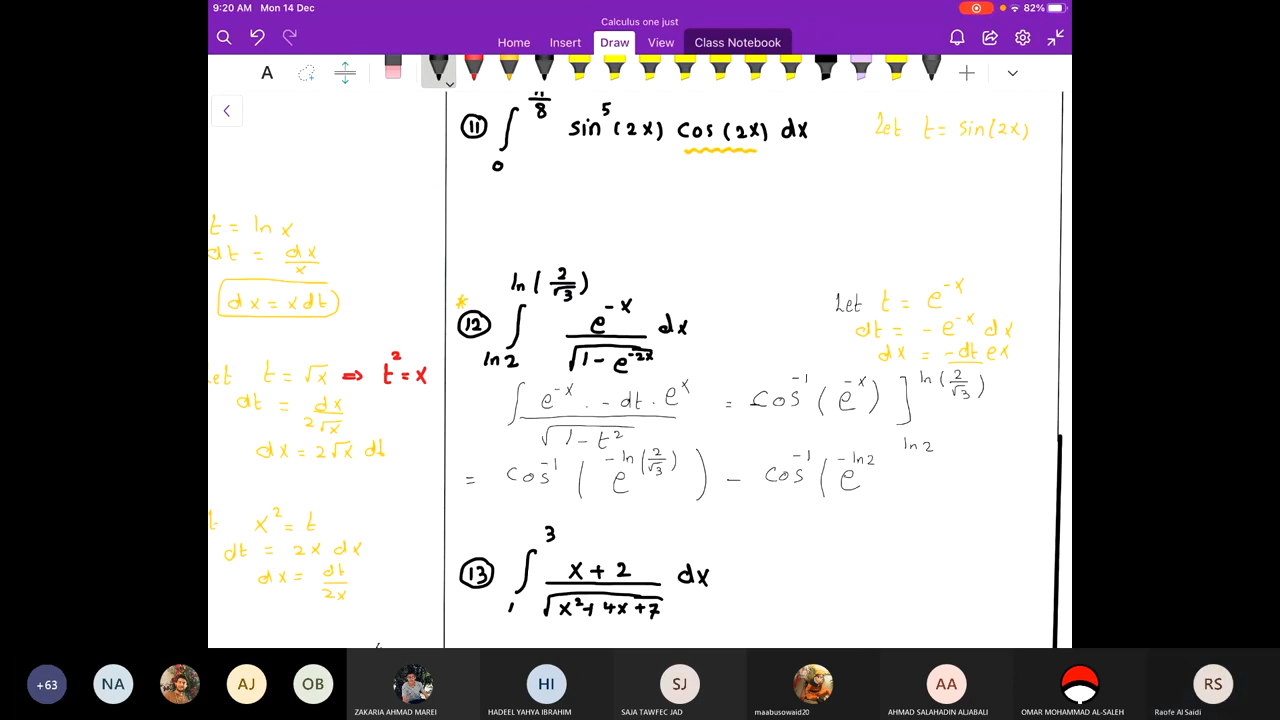 9:20 AM Mon 14 Dec
82%
Calculus one just
Home Insert Draw View Class Notebook
A
⑪ ∫₀^(π/8) sin⁵(2x) cos(2x) dx
Let t = sin(2x)
t = ln x
dt = dx/x
dx = x dt
* ⑫ ∫_(ln 2)^(ln(2/√3)) e^(-x)/√(1 - e^(-2x)) dx
Let t = e^(-x)
dt = -e^(-x) dx
dx = -dt e^x
∫ e^(-x) · -dt · e^x / √(1 - t²) = cos⁻¹(e^(-x)) ]_(ln 2)^(ln(2/√3))
= cos⁻¹(e^(-ln(2/√3))) - cos⁻¹(e^(-ln2)
et t = √x ⇒ t² = x
dt = dx/2√x
dx = 2√x dt
x² = t
dt = 2x dx
dx = dt/2x
⑬ ∫₁³ x + 2/√(x² + 4x + 7) dx
+63 NA AJ OB HI SJ AA RS
ZAKARIA AHMAD MAREI
HADEEL YAHYA IBRAHIM
SAJA TAWFEC JAD
maabusowaid20
AHMAD SALAHADIN ALJABALI
OMAR MOHAMMAD AL-SALEH
Raofe Al Saidi